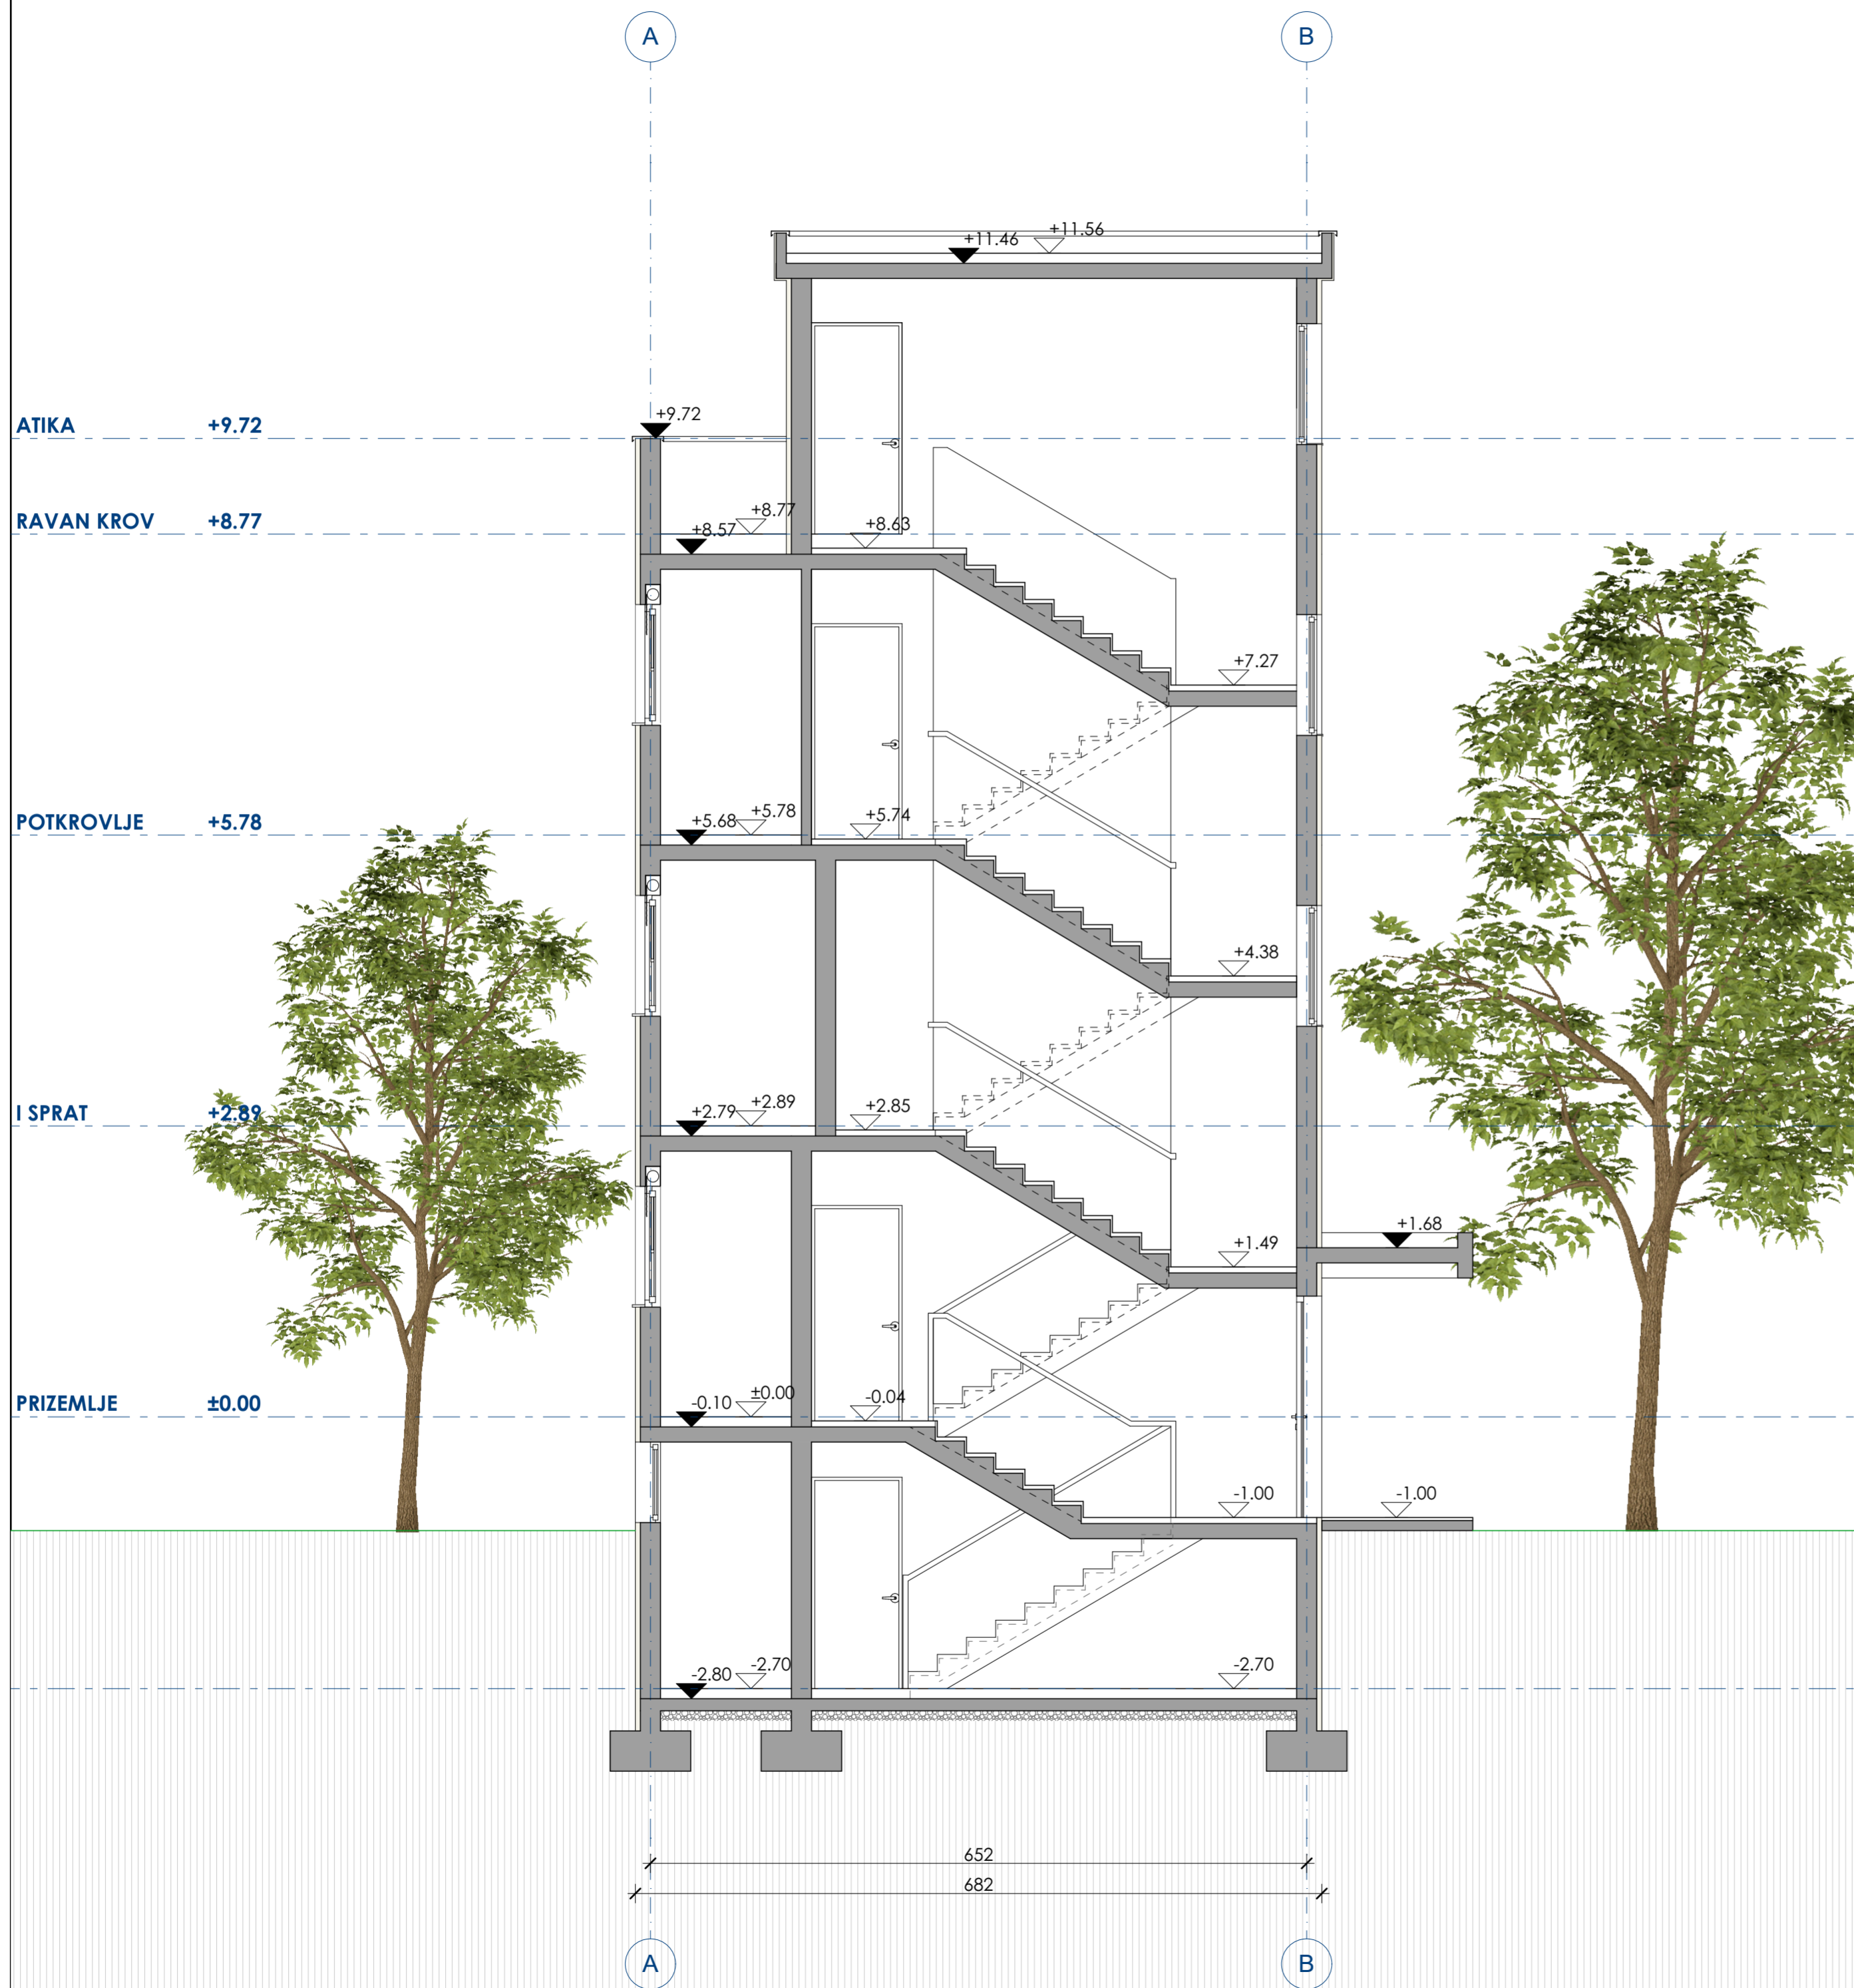 A B
+11.56
+11.46
ATIKA +9.72 +9.72
RAVAN KROV +8.77 +8.77
+8.57 +8.63
+7.27
POTKROVLJE +5.78 +5.78
+5.68 +5.74
+4.38
I SPRAT +2.89 +2.89
+2.79 +2.85
+1.68
+1.49
PRIZEMLJE ±0.00 ±0.00
-0.10 -0.04
-1.00 -1.00
-2.80 -2.70 -2.70
652
682
A B